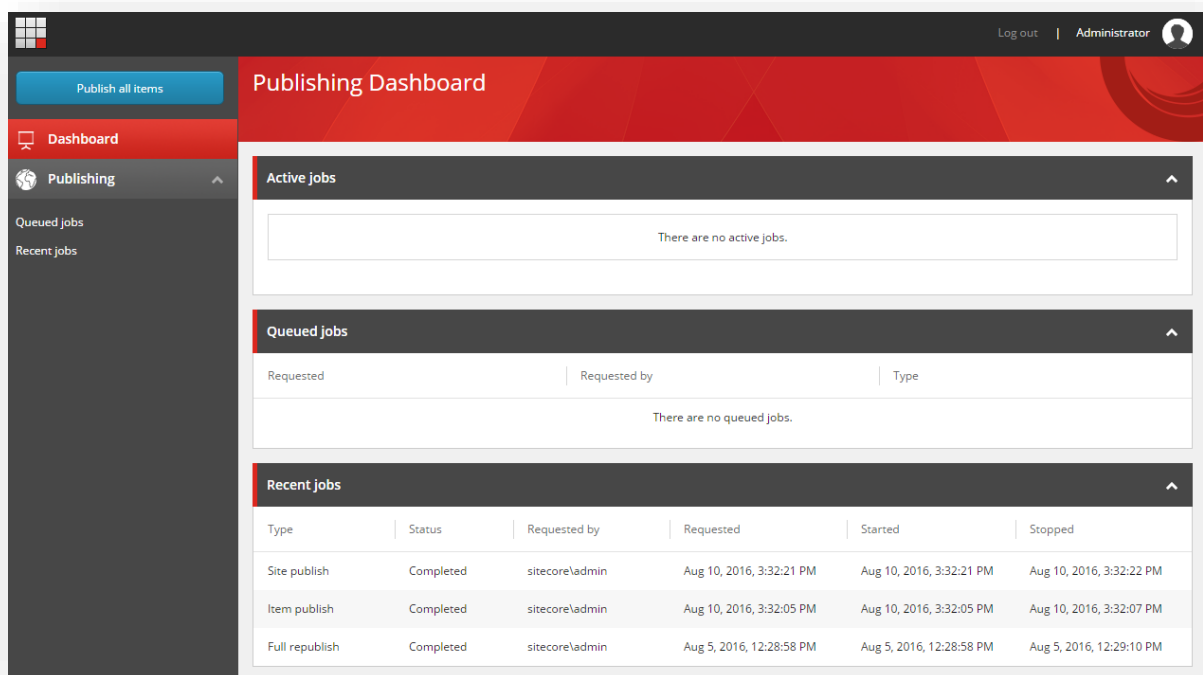 Log out | Administrator
Publish all items
Dashboard
Publishing
Queued jobs
Recent jobs
Publishing Dashboard
Active jobs
There are no active jobs.
Queued jobs
Requested Requested by Type
There are no queued jobs.
Recent jobs
Type Status Requested by Requested Started Stopped
Site publish Completed sitecore\admin Aug 10, 2016, 3:32:21 PM Aug 10, 2016, 3:32:21 PM Aug 10, 2016, 3:32:22 PM
Item publish Completed sitecore\admin Aug 10, 2016, 3:32:05 PM Aug 10, 2016, 3:32:05 PM Aug 10, 2016, 3:32:07 PM
Full republish Completed sitecore\admin Aug 5, 2016, 12:28:58 PM Aug 5, 2016, 12:28:58 PM Aug 5, 2016, 12:29:10 PM